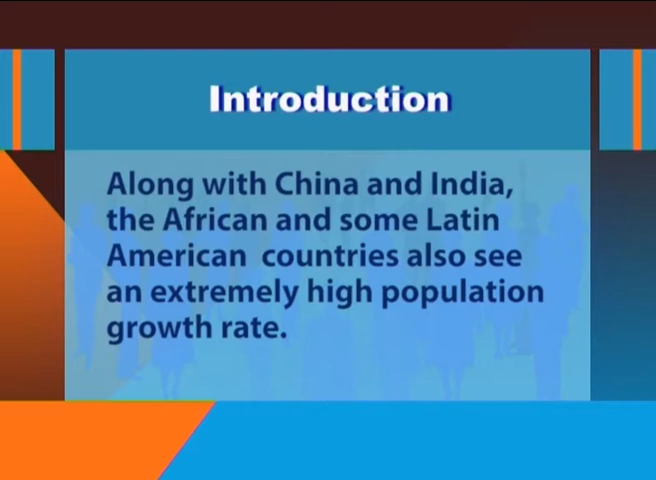 Introduction
Along with China and India,
the African and some Latin
American countries also see
an extremely high population
growth rate.